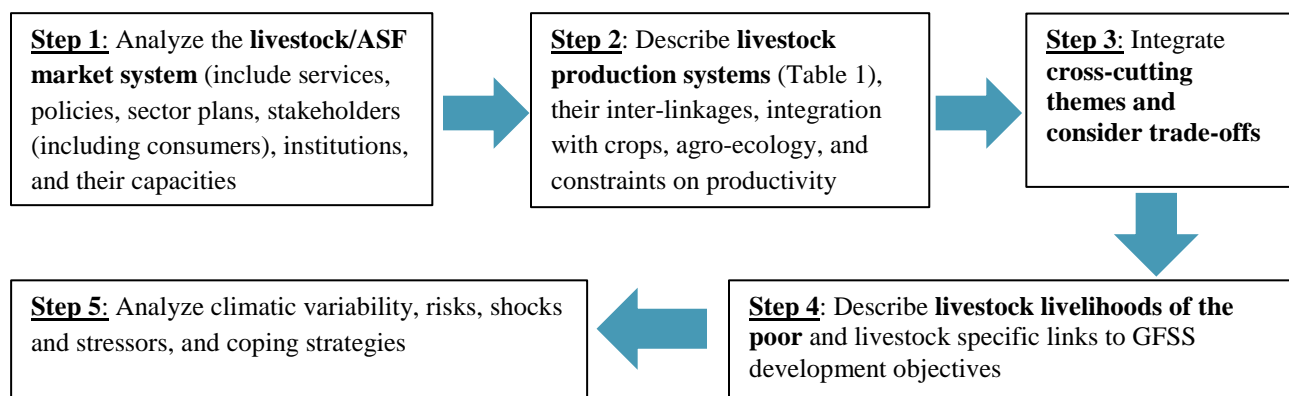 Step 1: Analyze the livestock/ASF
market system (include services,
policies, sector plans, stakeholders
(including consumers), institutions,
and their capacities
Step 2: Describe livestock
production systems (Table 1),
their inter-linkages, integration
with crops, agro-ecology, and
constraints on productivity
Step 3: Integrate
cross-cutting
themes and
consider trade-offs
Step 4: Describe livestock livelihoods of the
poor and livestock specific links to GFSS
development objectives
Step 5: Analyze climatic variability, risks, shocks
and stressors, and coping strategies